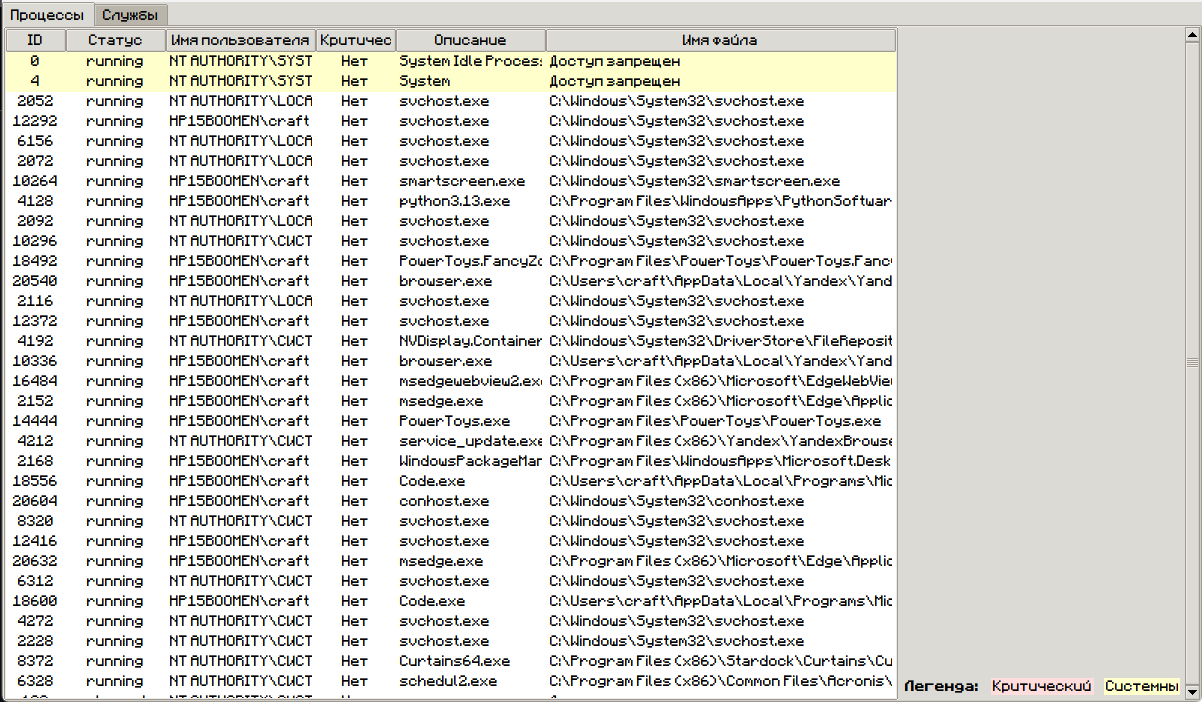 Процессы Службы
ID Статус Имя пользователя Критичес Описание Имя файла
0 running NT AUTHORITY\SYST Нет System Idle Process Доступ запрещен
4 running NT AUTHORITY\SYST Нет System Доступ запрещен
2052 running NT AUTHORITY\LOCA Нет svchost.exe C:\Windows\System32\svchost.exe
12292 running HP15BOOMEN\craft Нет svchost.exe C:\Windows\System32\svchost.exe
6156 running NT AUTHORITY\LOCA Нет svchost.exe C:\Windows\System32\svchost.exe
2072 running NT AUTHORITY\LOCA Нет svchost.exe C:\Windows\System32\svchost.exe
10264 running HP15BOOMEN\craft Нет smartscreen.exe C:\Windows\System32\smartscreen.exe
4128 running HP15BOOMEN\craft Нет python3.13.exe C:\Program Files\WindowsApps\PythonSoftwar
2092 running NT AUTHORITY\LOCA Нет svchost.exe C:\Windows\System32\svchost.exe
10296 running NT AUTHORITY\СИСТ Нет svchost.exe C:\Windows\System32\svchost.exe
18492 running HP15BOOMEN\craft Нет PowerToys.FancyZo C:\Program Files\PowerToys\PowerToys.Fancy
20540 running HP15BOOMEN\craft Нет browser.exe C:\Users\craft\AppData\Local\Yandex\Yand
2116 running NT AUTHORITY\LOCA Нет svchost.exe C:\Windows\System32\svchost.exe
12372 running HP15BOOMEN\craft Нет svchost.exe C:\Windows\System32\svchost.exe
4192 running NT AUTHORITY\СИСТ Нет NVDisplay.Container C:\Windows\System32\DriverStore\FileReposit
10336 running HP15BOOMEN\craft Нет browser.exe C:\Users\craft\AppData\Local\Yandex\Yand
16484 running HP15BOOMEN\craft Нет msedgewebview2.exe C:\Program Files (x86)\Microsoft\EdgeWebView
2152 running HP15BOOMEN\craft Нет msedge.exe C:\Program Files (x86)\Microsoft\Edge\Applic
14444 running HP15BOOMEN\craft Нет PowerToys.exe C:\Program Files\PowerToys\PowerToys.exe
4212 running NT AUTHORITY\СИСТ Нет service_update.exe C:\Program Files (x86)\Yandex\YandexBrowse
2168 running HP15BOOMEN\craft Нет WindowsPackageMar C:\Program Files\WindowsApps\Microsoft.Desk
18556 running HP15BOOMEN\craft Нет Code.exe C:\Users\craft\AppData\Local\Programs\Mic
20604 running HP15BOOMEN\craft Нет conhost.exe C:\Windows\System32\conhost.exe
8320 running NT AUTHORITY\СИСТ Нет svchost.exe C:\Windows\System32\svchost.exe
12416 running HP15BOOMEN\craft Нет svchost.exe C:\Windows\System32\svchost.exe
20632 running HP15BOOMEN\craft Нет msedge.exe C:\Program Files (x86)\Microsoft\Edge\Applic
6312 running NT AUTHORITY\СИСТ Нет svchost.exe C:\Windows\System32\svchost.exe
18600 running HP15BOOMEN\craft Нет Code.exe C:\Users\craft\AppData\Local\Programs\Mic
4272 running NT AUTHORITY\СИСТ Нет svchost.exe C:\Windows\System32\svchost.exe
2228 running NT AUTHORITY\СИСТ Нет svchost.exe C:\Windows\System32\svchost.exe
8372 running NT AUTHORITY\СИСТ Нет Curtains64.exe C:\Program Files (x86)\Stardock\Curtains\Cu
6328 running NT AUTHORITY\СИСТ Нет schedul2.exe C:\Program Files (x86)\Common Files\Acronis\
Легенда: Критический Системны